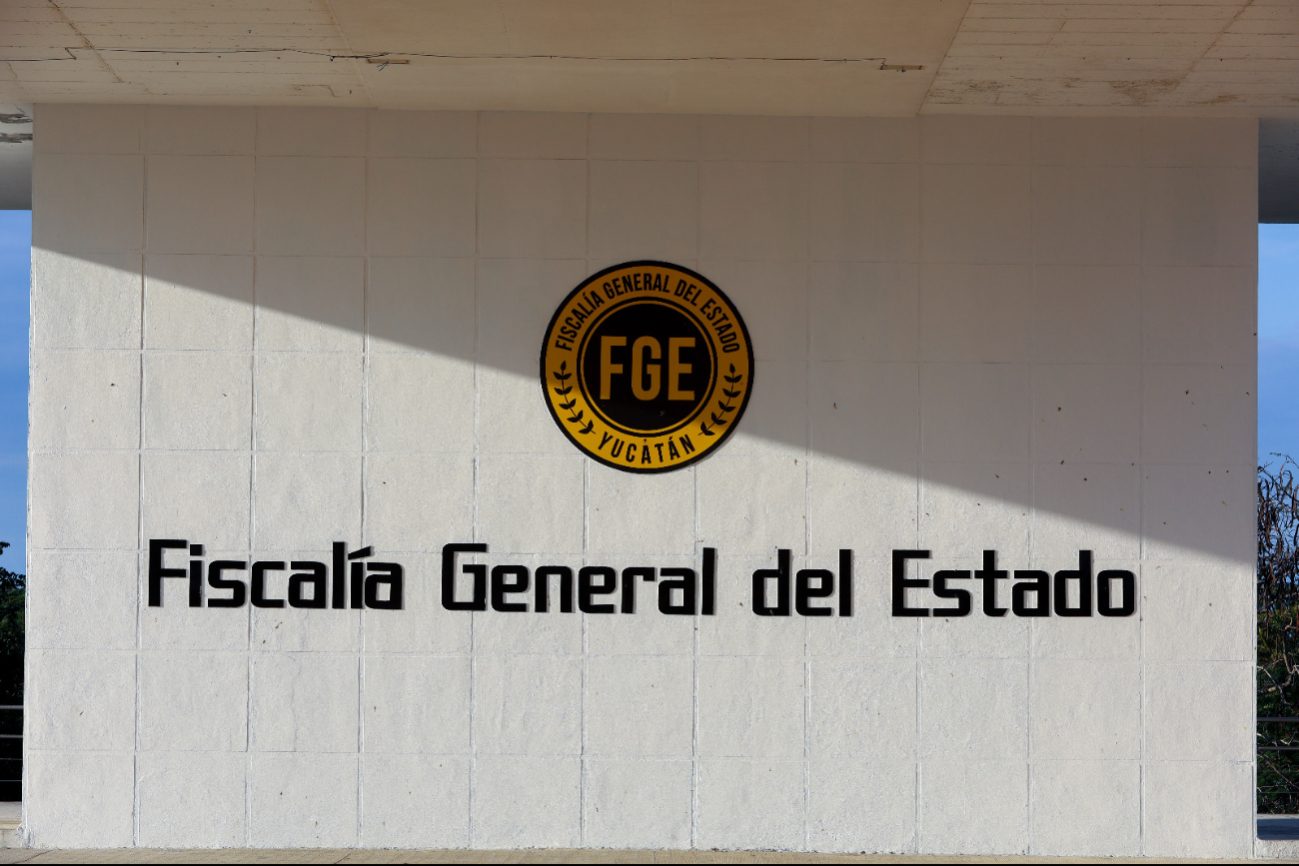 FISCALÍA GENERAL DEL ESTADO
FGE
YUCATÁN
Fiscalía General del Estado